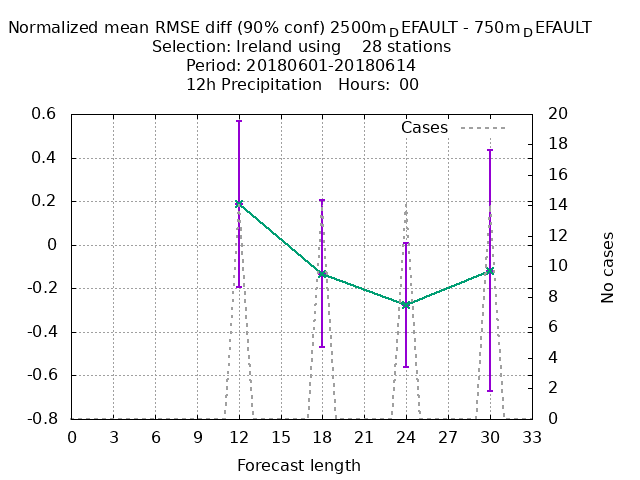 Normalized mean RMSE diff (90% conf) 2500m_DEFAULT - 750m_DEFAULT
Selection: Ireland using    28 stations
Period: 20180601-20180614
12h Precipitation   Hours:  00
Cases
0.6
0.4
0.2
0
-0.2
-0.4
-0.6
-0.8
20
18
16
14
12
10
8
6
4
2
0
No cases
0 3 6 9 12 15 18 21 24 27 30 33
Forecast length